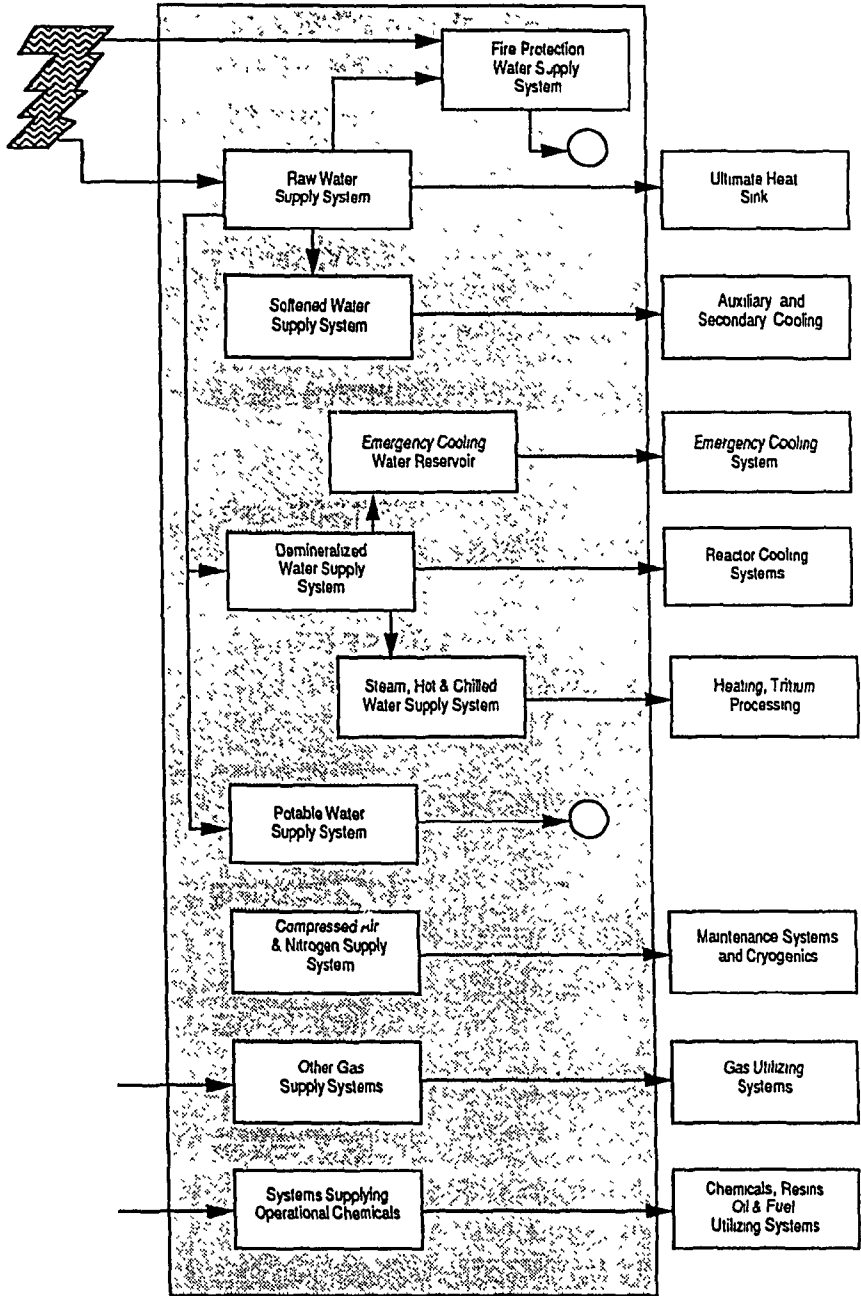 Fire Protection
Water Supply
System
Raw Water
Supply System
Ultimate Heat
Sink
Softened Water
Supply System
Auxiliary and
Secondary Cooling
Emergency Cooling
Water Reservoir
Emergency Cooling
System
Demineralized
Water Supply
System
Reactor Cooling
Systems
Steam, Hot & Chilled
Water Supply System
Heating, Tritium
Processing
Potable Water
Supply System
Compressed Air
& Nitrogen Supply
System
Maintenance Systems
and Cryogenics
Other Gas
Supply Systems
Gas Utilizing
Systems
Systems Supplying
Operational Chemicals
Chemicals, Resins
Oil & Fuel
Utilizing Systems